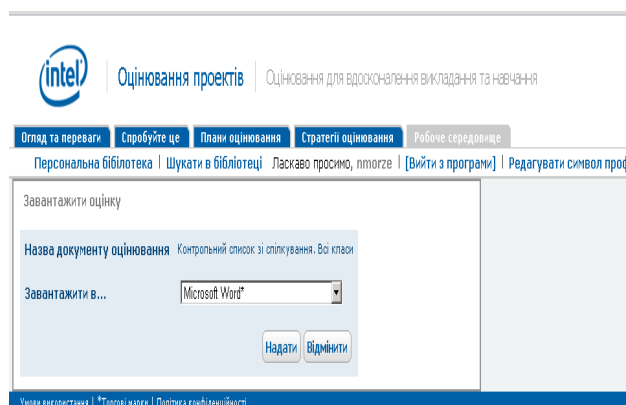 intel
Оцінювання проектів | Оцінювання для вдосконалення викладання та навчання
Огляд та переваги Спробуйте це Плани оцінювання Стратегії оцінювання Робоче середовище
Персональна бібілотека | Шукати в бібліотеці Ласкаво просимо, nmorze | [Вийти з програми] | Редагувати символ проф
Завантажити оцінку
Назва документу оцінювання Контрольний список зі спілкування. Всі класи
Завантажити в... Microsoft Word*
Надати Відмінити
Умови використання | *Торгові марки | Політика конфіденційності